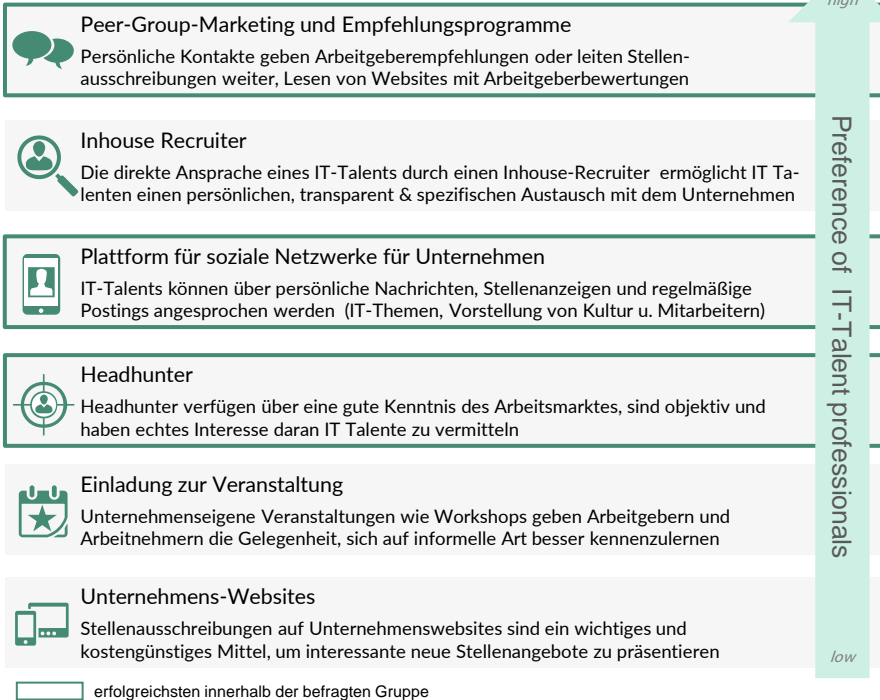 high
Peer-Group-Marketing und Empfehlungsprogramme
Persönliche Kontakte geben Arbeitgeberempfehlungen oder leiten Stellen-
ausschreibungen weiter, Lesen von Websites mit Arbeitgeberbewertungen
Inhouse Recruiter
Die direkte Ansprache eines IT-Talents durch einen Inhouse-Recruiter ermöglicht IT Ta-
lenten einen persönlichen, transparent & spezifischen Austausch mit dem Unternehmen
Plattform für soziale Netzwerke für Unternehmen
IT-Talents können über persönliche Nachrichten, Stellenanzeigen und regelmäßige
Postings angesprochen werden (IT-Themen, Vorstellung von Kultur u. Mitarbeitern)
Headhunter
Headhunter verfügen über eine gute Kenntnis des Arbeitsmarktes, sind objektiv und
haben echtes Interesse daran IT Talente zu vermitteln
Einladung zur Veranstaltung
Unternehmenseigene Veranstaltungen wie Workshops geben Arbeitgebern und
Arbeitnehmern die Gelegenheit, sich auf informelle Art besser kennenzulernen
Unternehmens-Websites
Stellenausschreibungen auf Unternehmenswebsites sind ein wichtiges und
kostengünstiges Mittel, um interessante neue Stellenangebote zu präsentieren
Preference of IT-Talent professionals
low
erfolgreichsten innerhalb der befragten Gruppe